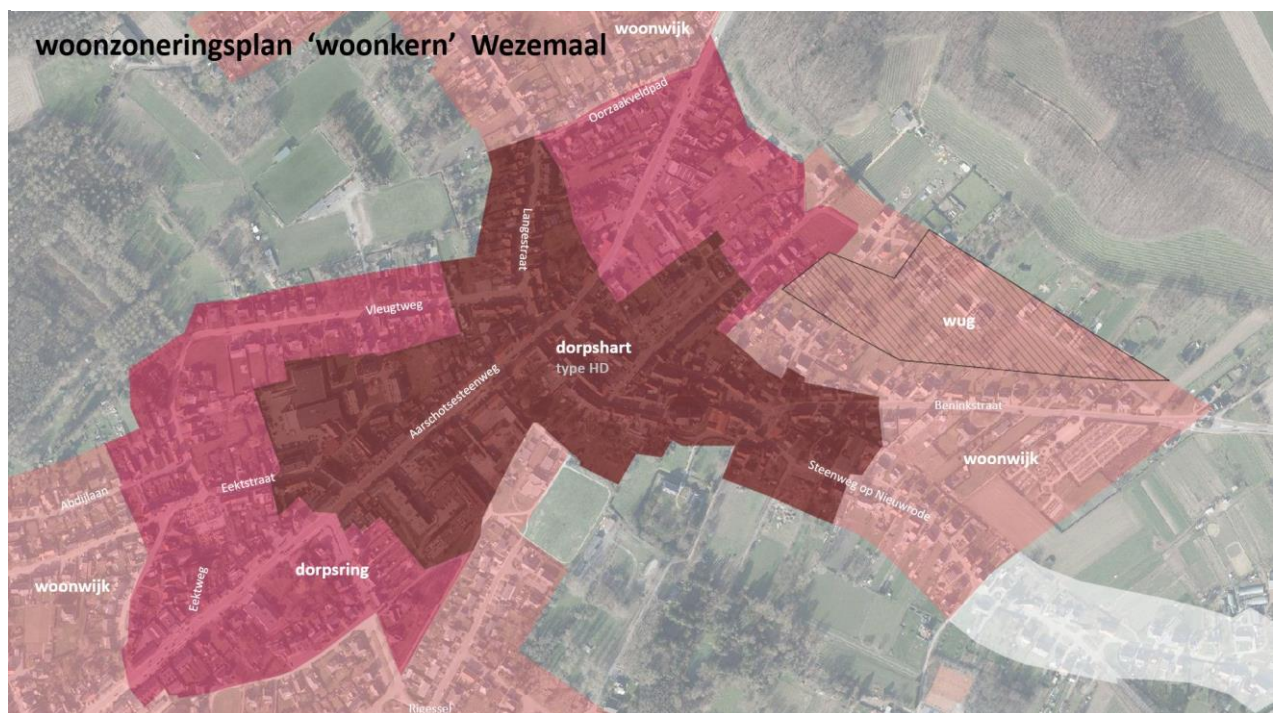 woonzoneringsplan ‘woonkern’ Wezemaal
woonwijk
Oorzaakveldpad
Langestraat
Vleugtweg
wug
dorpshart
type HD
Aarschotsesteenweg
Beninkstraat
woonwijk
Steenweg op Nieuwrode
Eektstraat
Abdijlaan
dorpsring
woonwijk
Eektweg
Rigessel